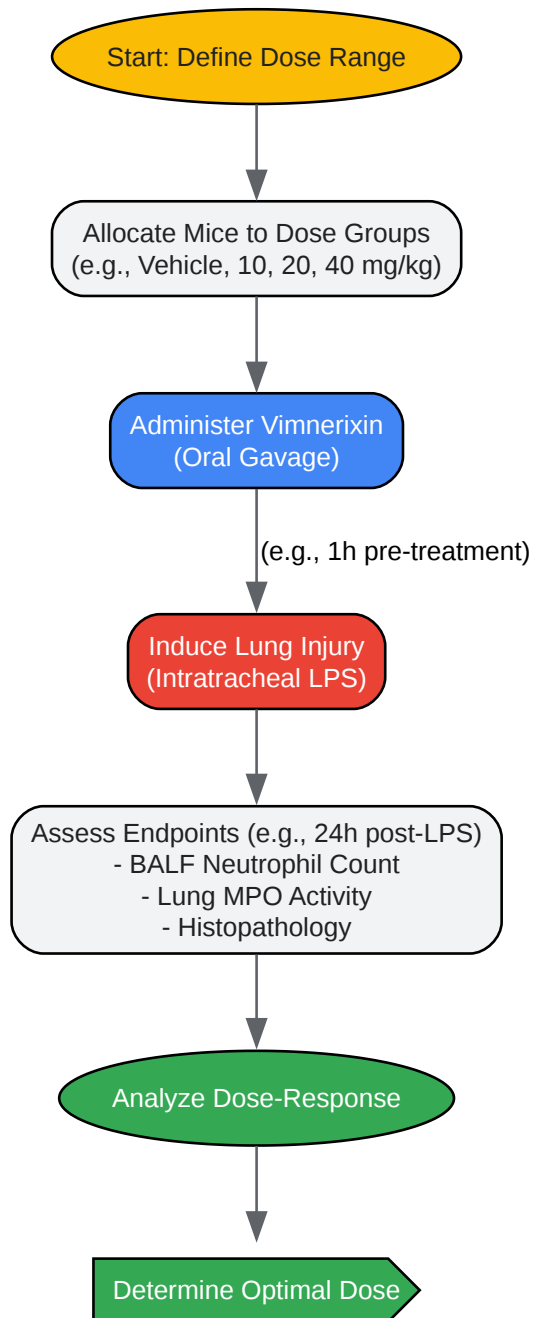 Start: Define Dose Range
Allocate Mice to Dose Groups
(e.g., Vehicle, 10, 20, 40 mg/kg)
Administer Vimnerixin
(Oral Gavage)
(e.g., 1h pre-treatment)
Induce Lung Injury
(Intratracheal LPS)
Assess Endpoints (e.g., 24h post-LPS)
- BALF Neutrophil Count
- Lung MPO Activity
- Histopathology
Analyze Dose-Response
Determine Optimal Dose